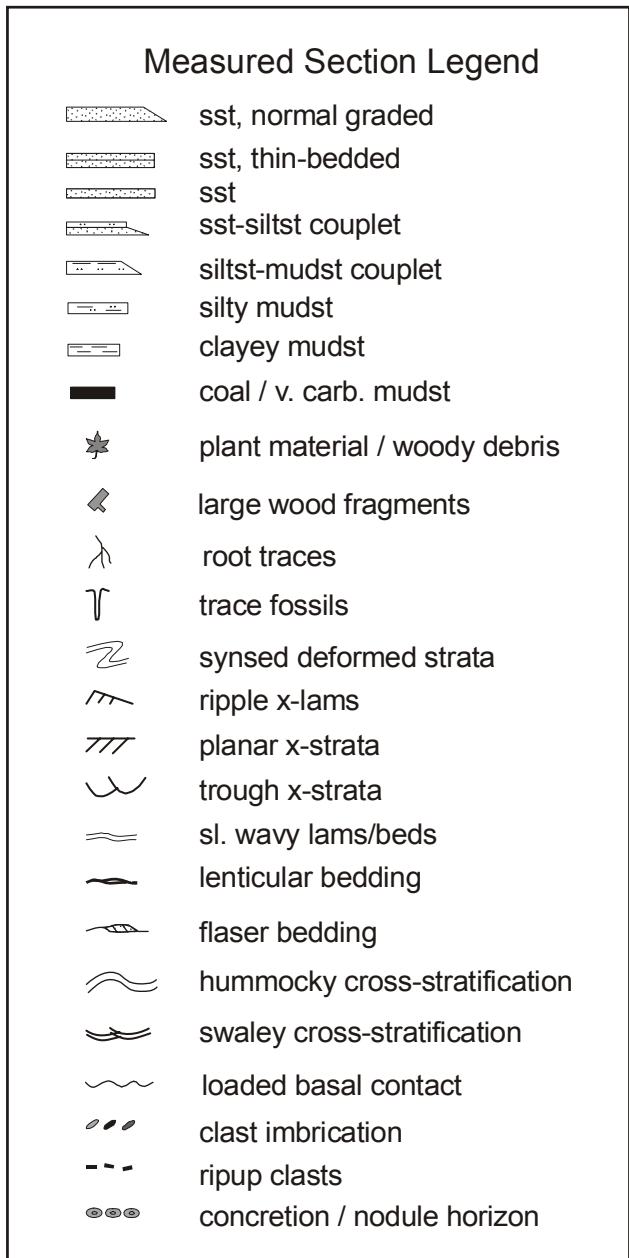 Measured Section Legend
sst, normal graded
sst, thin-bedded
sst
sst-siltst couplet
siltst-mudst couplet
silty mudst
clayey mudst
coal / v. carb. mudst
plant material / woody debris
large wood fragments
root traces
trace fossils
synsed deformed strata
ripple x-lams
planar x-strata
trough x-strata
sl. wavy lams/beds
lenticular bedding
flaser bedding
hummocky cross-stratification
swaley cross-stratification
loaded basal contact
clast imbrication
ripup clasts
concretion / nodule horizon